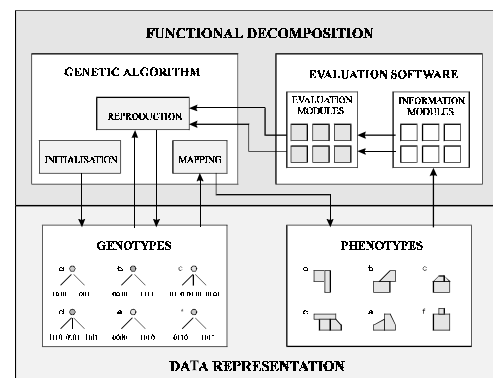 FUNCTIONAL DECOMPOSITION
GENETIC ALGORITHM
REPRODUCTION
INITIALISATION
MAPPING
EVALUATION SOFTWARE
EVALUATION
MODULES
INFORMATION
MODULES
GENOTYPES
a b c
d e f
PHENOTYPES
a b c
e f
DATA REPRESENTATION